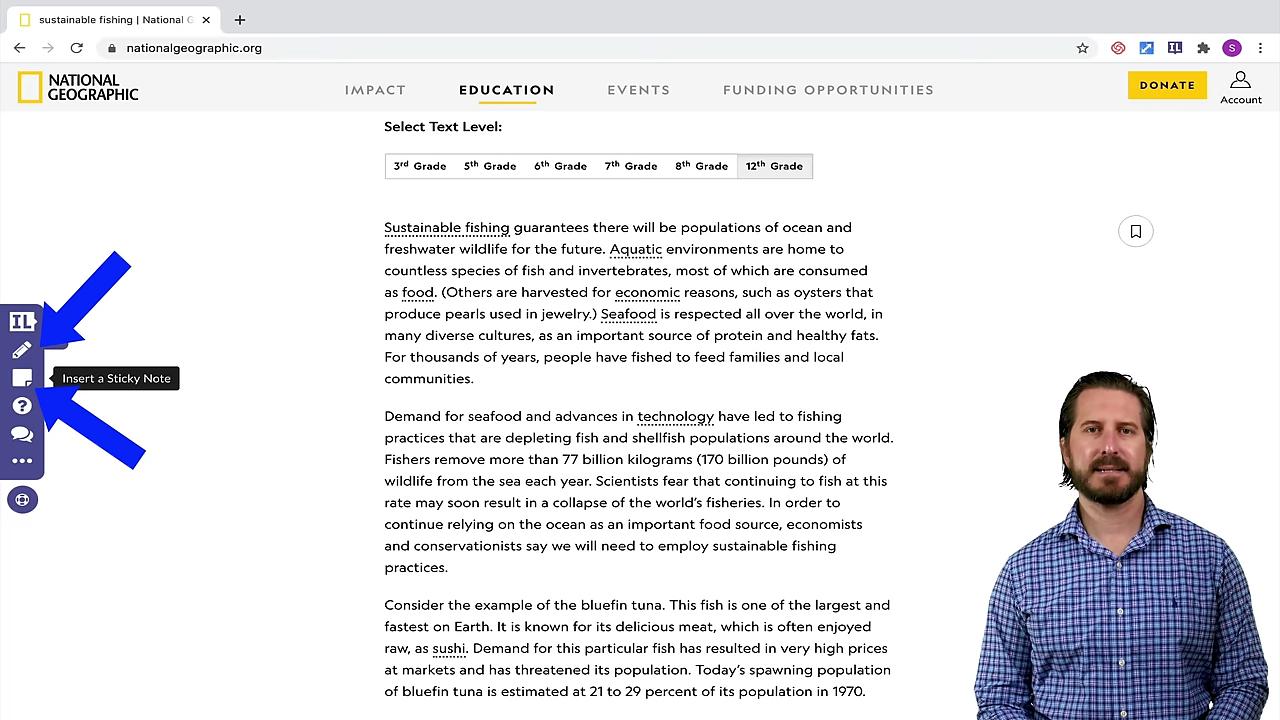 sustainable fishing | National G
nationalgeographic.org
S
NATIONAL
GEOGRAPHIC
IMPACT
EDUCATION
EVENTS
FUNDING OPPORTUNITIES
DONATE
Account
Select Text Level:
3rd Grade
5th Grade
6th Grade
7th Grade
8th Grade
12th Grade
Sustainable fishing guarantees there will be populations of ocean and
freshwater wildlife for the future. Aquatic environments are home to
countless species of fish and invertebrates, most of which are consumed
as food. (Others are harvested for economic reasons, such as oysters that
produce pearls used in jewelry.) Seafood is respected all over the world, in
many diverse cultures, as an important source of protein and healthy fats.
For thousands of years, people have fished to feed families and local
communities.
IL
Insert a Sticky Note
Demand for seafood and advances in technology have led to fishing
practices that are depleting fish and shellfish populations around the world.
Fishers remove more than 77 billion kilograms (170 billion pounds) of
wildlife from the sea each year. Scientists fear that continuing to fish at this
rate may soon result in a collapse of the world's fisheries. In order to
continue relying on the ocean as an important food source, economists
and conservationists say we will need to employ sustainable fishing
practices.
Consider the example of the bluefin tuna. This fish is one of the largest and
fastest on Earth. It is known for its delicious meat, which is often enjoyed
raw, as sushi. Demand for this particular fish has resulted in very high prices
at markets and has threatened its population. Today's spawning population
of bluefin tuna is estimated at 21 to 29 percent of its population in 1970.